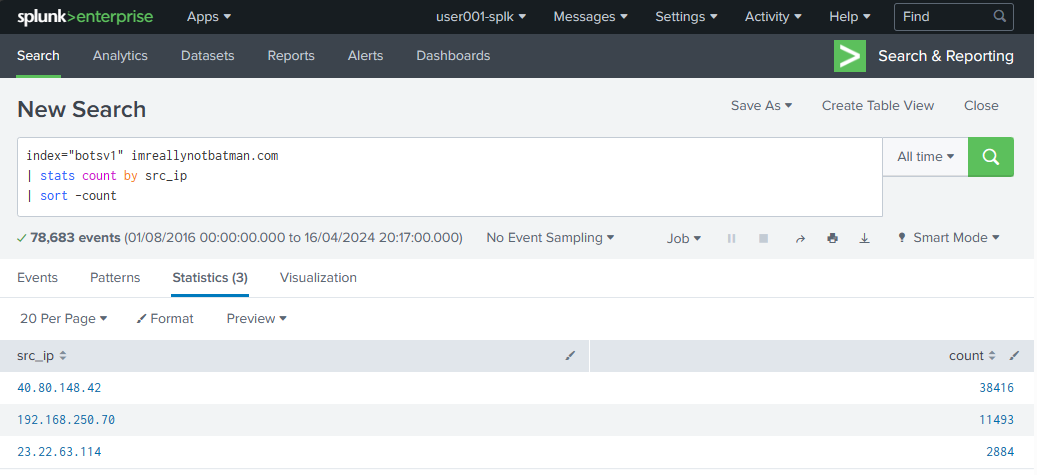 splunk>enterprise Apps user001-splk Messages Settings Activity Help Find
Search Analytics Datasets Reports Alerts Dashboards > Search & Reporting
New Search Save As Create Table View Close
index="botsv1" imreallynotbatman.com All time
| stats count by src_ip
| sort -count
78,683 events (01/08/2016 00:00:00.000 to 16/04/2024 20:17:00.000) No Event Sampling Job Smart Mode
Events Patterns Statistics (3) Visualization
20 Per Page Format Preview
src_ip count
40.80.148.42 38416
192.168.250.70 11493
23.22.63.114 2884